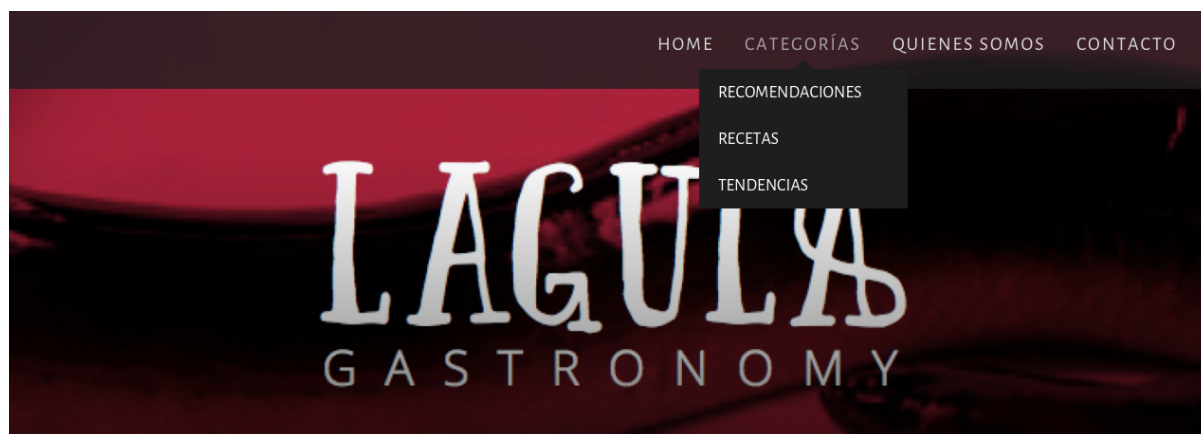 HOME CATEGORÍAS QUIENES SOMOS CONTACTO
RECOMENDACIONES
RECETAS
TENDENCIAS
LAGULA
GASTRONOMY